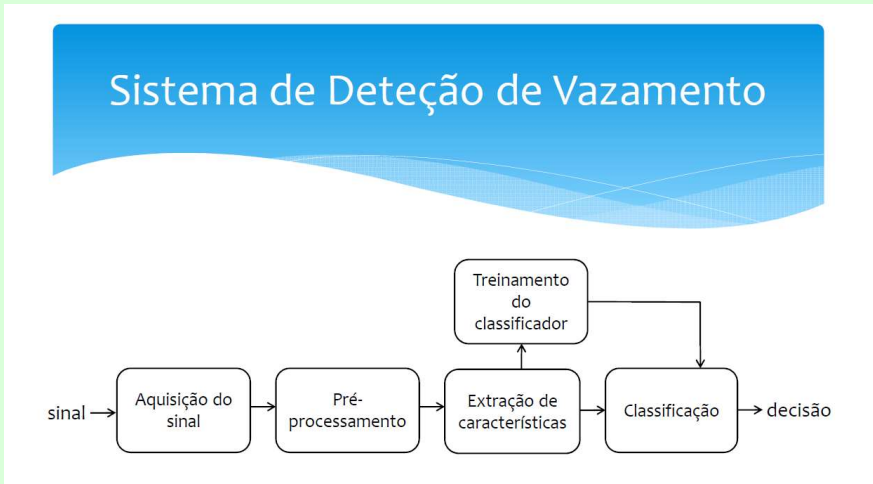 Sistema de Deteção de Vazamento
Treinamento
do
classificador
sinal
Aquisição do
sinal
Pré-
processamento
Extração de
características
Classificação
decisão